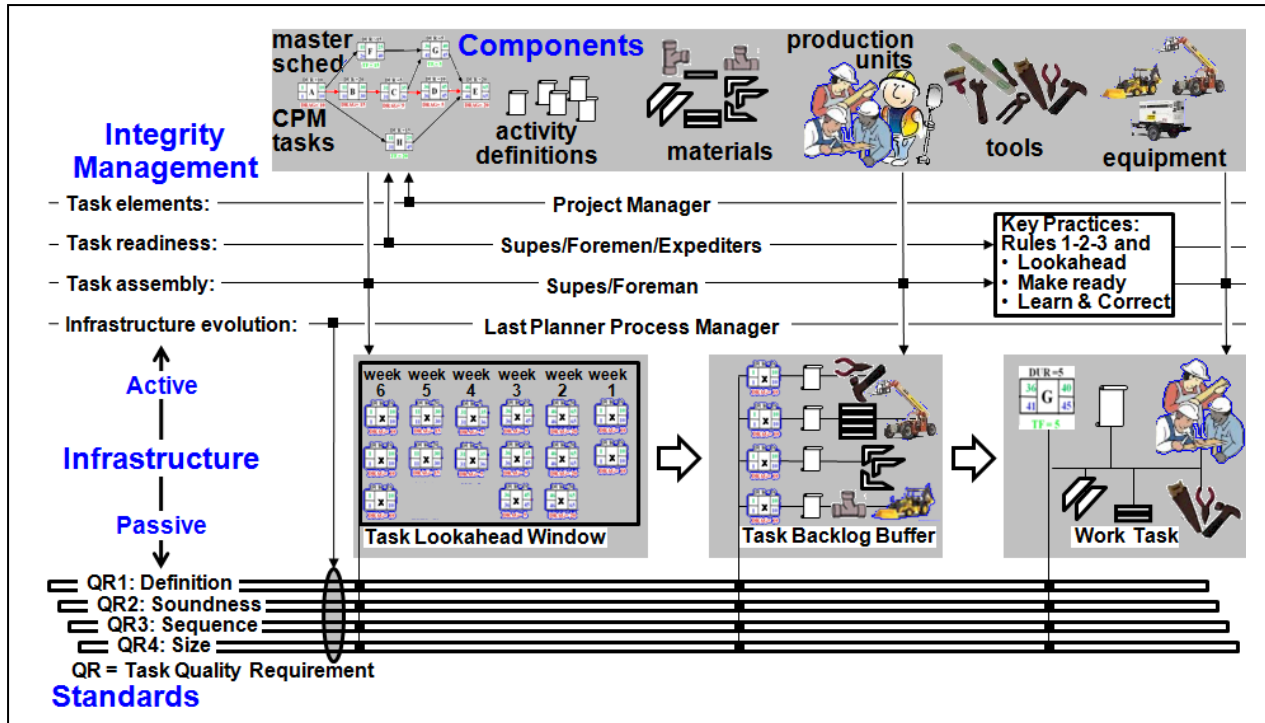 master
sched
Components
production
units
CPM
tasks
activity
definitions
materials
tools
equipment
A
B
C
D
E
F
G
H
Integrity
Management
Task elements:
Project Manager
Task readiness:
Supes/Foremen/Expediters
Task assembly:
Supes/Foreman
Infrastructure evolution:
Last Planner Process Manager
Key Practices:
Rules 1-2-3 and
• Lookahead
• Make ready
• Learn & Correct
Active
Infrastructure
Passive
week week week week week week
6 5 4 3 2 1
X X X X X X
X X X X X X
X X X
Task Lookahead Window
X
X
X
X
Task Backlog Buffer
DUR =5
36 G 40
41 45
TF = 5
Work Task
QR1: Definition
QR2: Soundness
QR3: Sequence
QR4: Size
QR = Task Quality Requirement
Standards